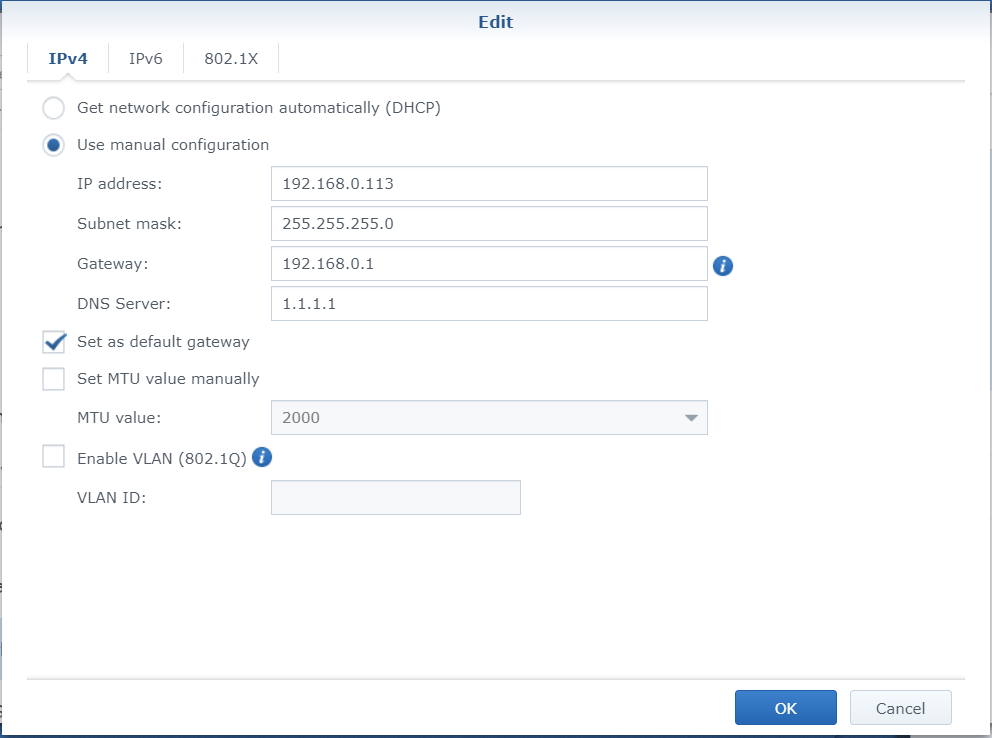 Edit
IPv4 IPv6 802.1X
Get network configuration automatically (DHCP)
Use manual configuration
IP address: 192.168.0.113
Subnet mask: 255.255.255.0
Gateway: 192.168.0.1
DNS Server: 1.1.1.1
Set as default gateway
Set MTU value manually
MTU value: 2000
Enable VLAN (802.1Q)
VLAN ID:
OK Cancel